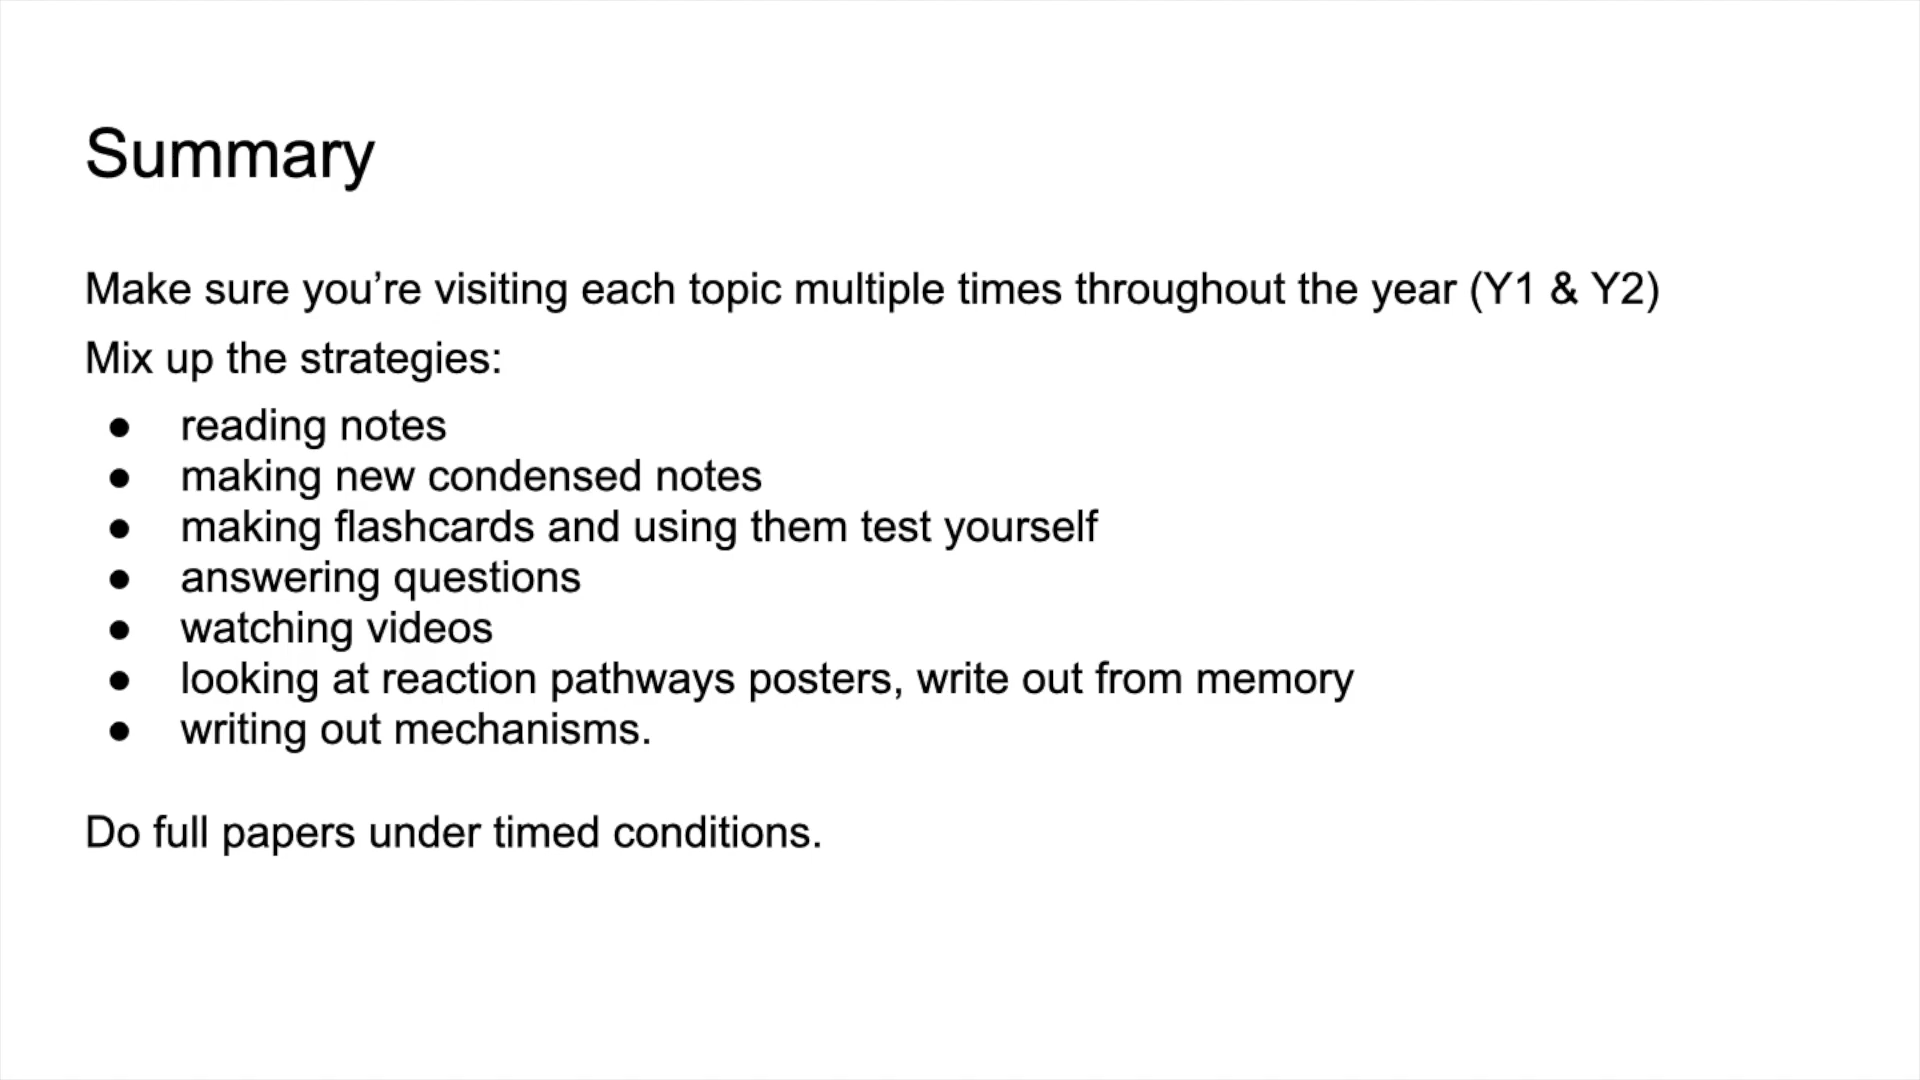 Summary
Make sure you’re visiting each topic multiple times throughout the year (Y1 & Y2)
Mix up the strategies:
● reading notes
● making new condensed notes
● making flashcards and using them test yourself
● answering questions
● watching videos
● looking at reaction pathways posters, write out from memory
● writing out mechanisms.
Do full papers under timed conditions.